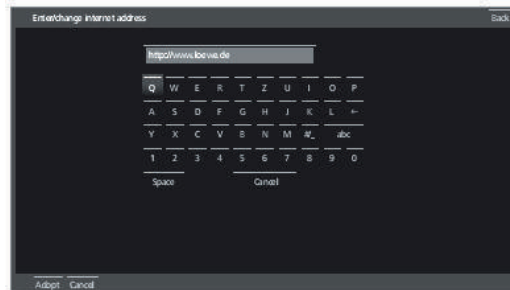 Enter/change internet address Back
http://www.loewe.de
Q W E R T Z U I O P
A S D F G H J K L ←
Y X C V B N M #/_ abc
1 2 3 4 5 6 7 8 9 0
Space Cancel
Adopt Cancel